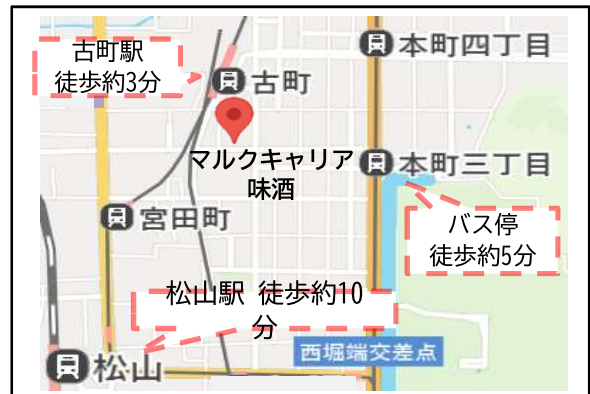 古町駅
徒歩約3分
本町四丁目
古町
マルクキャリア
味酒
本町三丁目
宮田町
バス停
徒歩約5分
松山駅 徒歩約10
分
西堀端交差点
松山